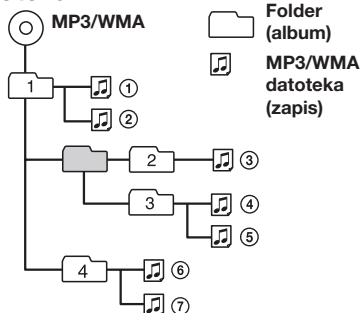 MP3/WMA
Folder
(album)
MP3/WMA
datoteka
(zapis)
1
①
②
2
③
3
④
⑤
4
⑥
⑦